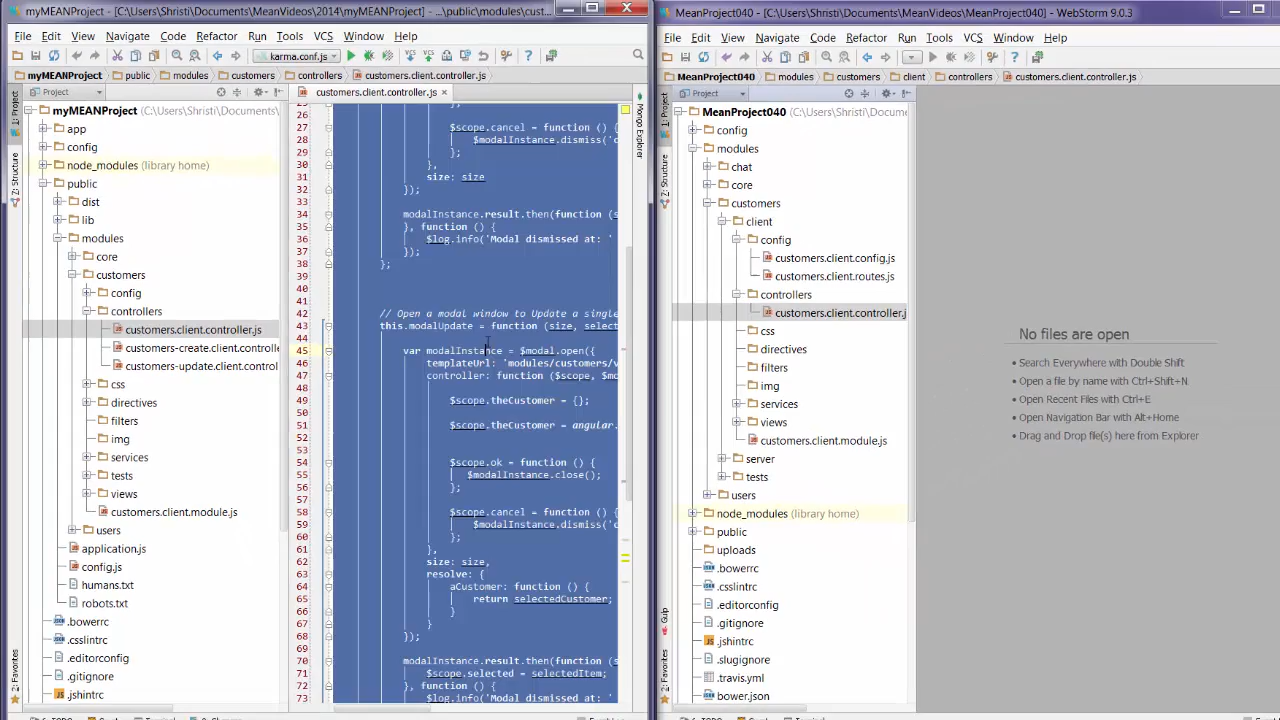 myMEANProject - [C:\Users\Shristi\Documents\MeanVideos\2014\myMEANProject] - ...\public\modules\cust...
File Edit View Navigate Code Refactor Run Tools VCS Window Help
karma.conf.js
myMEANProject public modules customers controllers customers.client.controller.js
Project
customers.client.controller.js
1: Project
Z: Structure
2: Favorites
Mongo Explorer
myMEANProject (C:\Users\Shristi\Documents
app
config
node_modules (library home)
public
dist
lib
modules
core
customers
config
controllers
customers.client.controller.js
customers-create.client.controlle
customers-update.client.control
css
directives
filters
img
services
tests
views
customers.client.module.js
users
application.js
config.js
humans.txt
robots.txt
.bowerrc
.csslintrc
.editorconfig
.gitignore
.jshintrc
26
27 $scope.cancel = function () {
28 $modalInstance.dismiss('c
29 };
30 },
31 size: size
32 });
33
34 modalInstance.result.then(function (s
35 }, function () {
36 $log.info('Modal dismissed at: '
37 });
38 };
39
40
41
42 // Open a modal window to Update a single
43 this.modalUpdate = function (size, select
44
45 var modalInstance = $modal.open({
46 templateUrl: 'modules/customers/v
47 controller: function ($scope, $mo
48
49 $scope.theCustomer = {};
50
51 $scope.theCustomer = angular.
52
53
54 $scope.ok = function () {
55 $modalInstance.close();
56 };
57
58 $scope.cancel = function () {
59 $modalInstance.dismiss('c
60 };
61 },
62 size: size,
63 resolve: {
64 aCustomer: function () {
65 return selectedCustomer;
66 }
67 }
68 });
69
70 modalInstance.result.then(function (s
71 $scope.selected = selectedItem;
72 }, function () {
73 $log.info('Modal dismissed at: '
MeanProject040 - [C:\Users\Shristi\Documents\MeanVideos\MeanProject040] - WebStorm 9.0.3
File Edit View Navigate Code Refactor Run Tools VCS Window Help
MeanProject040 modules customers client controllers customers.client.controller.js
Project
1: Project
Z: Structure
Gulp
2: Favorites
MeanProject040 (C:\Users\Shristi\Docume
config
modules
chat
core
customers
client
config
customers.client.config.js
customers.client.routes.js
controllers
customers.client.controller.j
css
directives
filters
img
services
views
customers.client.module.js
server
tests
users
node_modules (library home)
public
uploads
.bowerrc
.csslintrc
.editorconfig
.gitignore
.jshintrc
.slugignore
.travis.yml
bower.json
No files are open
• Search Everywhere with Double Shift
• Open a file by name with Ctrl+Shift+N
• Open Recent Files with Ctrl+E
• Open Navigation Bar with Alt+Home
• Drag and Drop file(s) here from Explorer